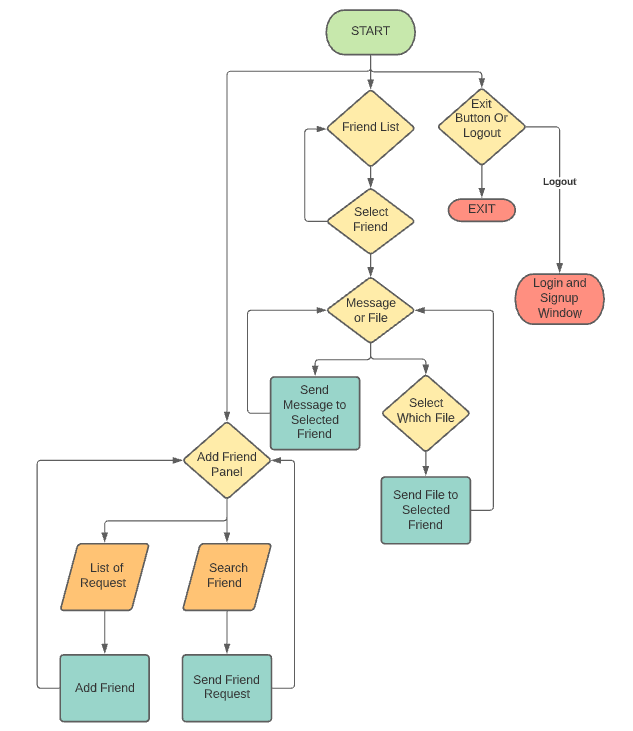 START
Friend List
Exit
Button Or
Logout
Logout
Select
Friend
EXIT
Login and
Signup
Window
Message
or File
Send
Message to
Selected
Friend
Select
Which File
Add Friend
Panel
Send File to
Selected
Friend
List of
Request
Search
Friend
Add Friend
Send Friend
Request